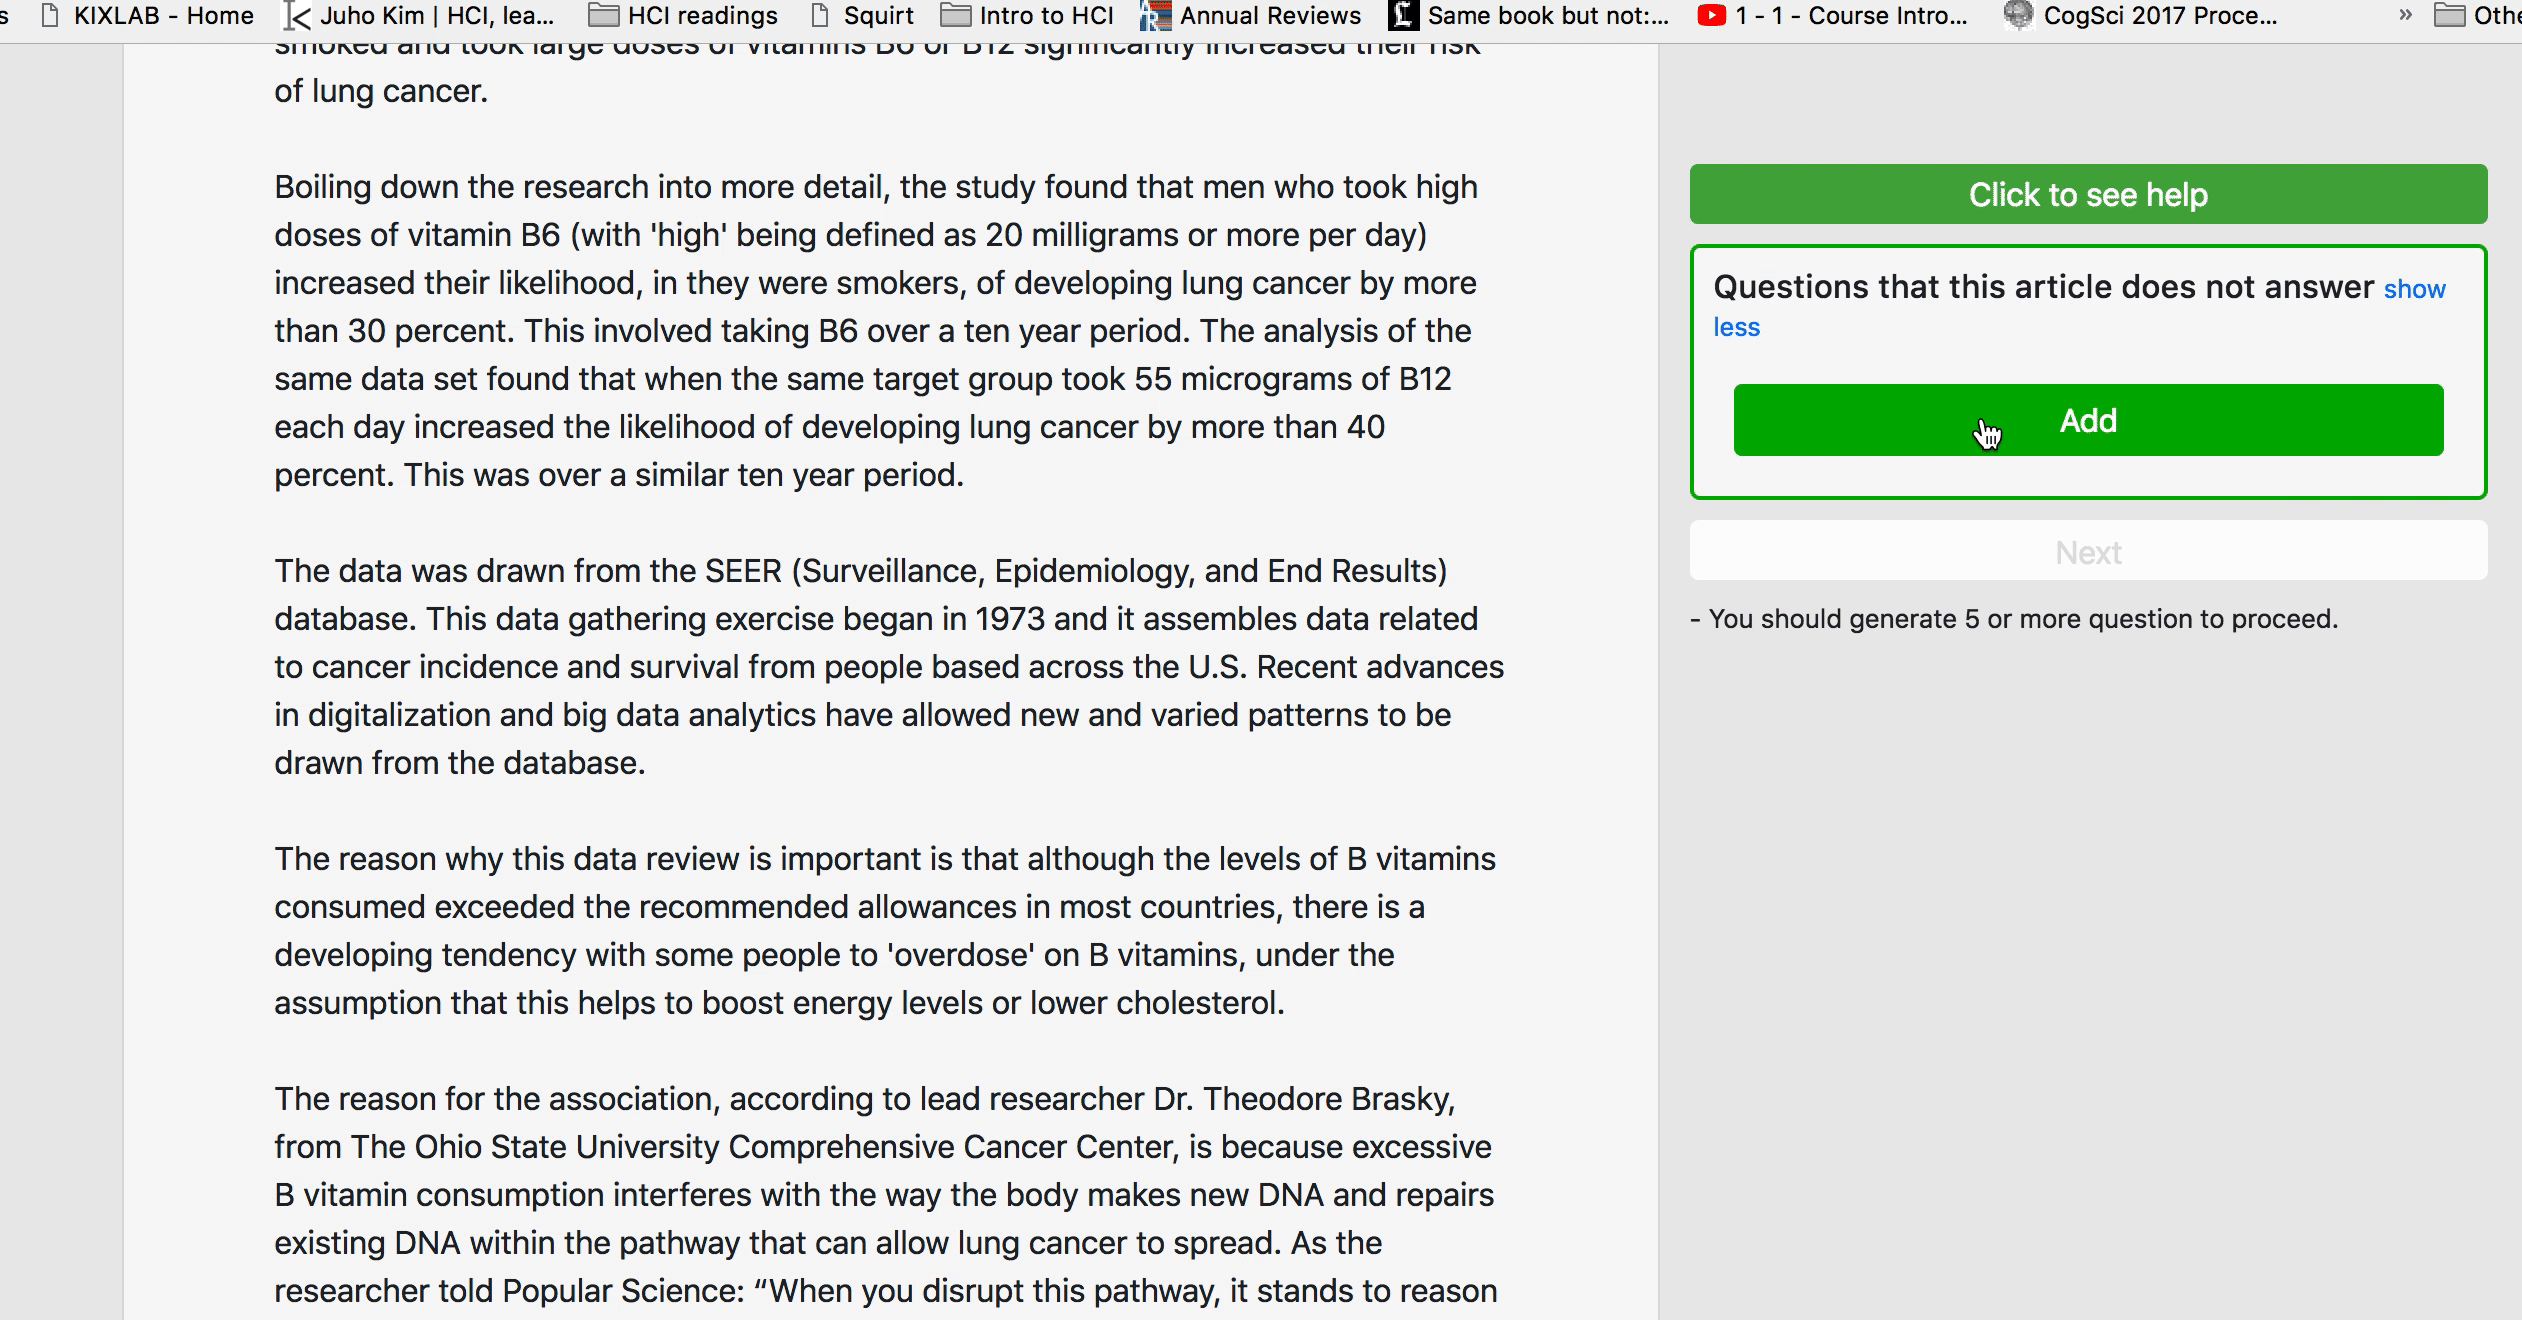 s KIXLAB - Home Juho Kim | HCI, lea... HCI readings Squirt Intro to HCI Annual Reviews Same book but not:... 1 - 1 - Course Intro... CogSci 2017 Proce... » Othe
smoked and took large doses of vitamins B6 or B12 significantly increased their risk
of lung cancer.
Boiling down the research into more detail, the study found that men who took high
doses of vitamin B6 (with 'high' being defined as 20 milligrams or more per day)
increased their likelihood, in they were smokers, of developing lung cancer by more
than 30 percent. This involved taking B6 over a ten year period. The analysis of the
same data set found that when the same target group took 55 micrograms of B12
each day increased the likelihood of developing lung cancer by more than 40
percent. This was over a similar ten year period.
The data was drawn from the SEER (Surveillance, Epidemiology, and End Results)
database. This data gathering exercise began in 1973 and it assembles data related
to cancer incidence and survival from people based across the U.S. Recent advances
in digitalization and big data analytics have allowed new and varied patterns to be
drawn from the database.
The reason why this data review is important is that although the levels of B vitamins
consumed exceeded the recommended allowances in most countries, there is a
developing tendency with some people to 'overdose' on B vitamins, under the
assumption that this helps to boost energy levels or lower cholesterol.
The reason for the association, according to lead researcher Dr. Theodore Brasky,
from The Ohio State University Comprehensive Cancer Center, is because excessive
B vitamin consumption interferes with the way the body makes new DNA and repairs
existing DNA within the pathway that can allow lung cancer to spread. As the
researcher told Popular Science: “When you disrupt this pathway, it stands to reason
Click to see help
Questions that this article does not answer show
less
Add
Next
- You should generate 5 or more question to proceed.